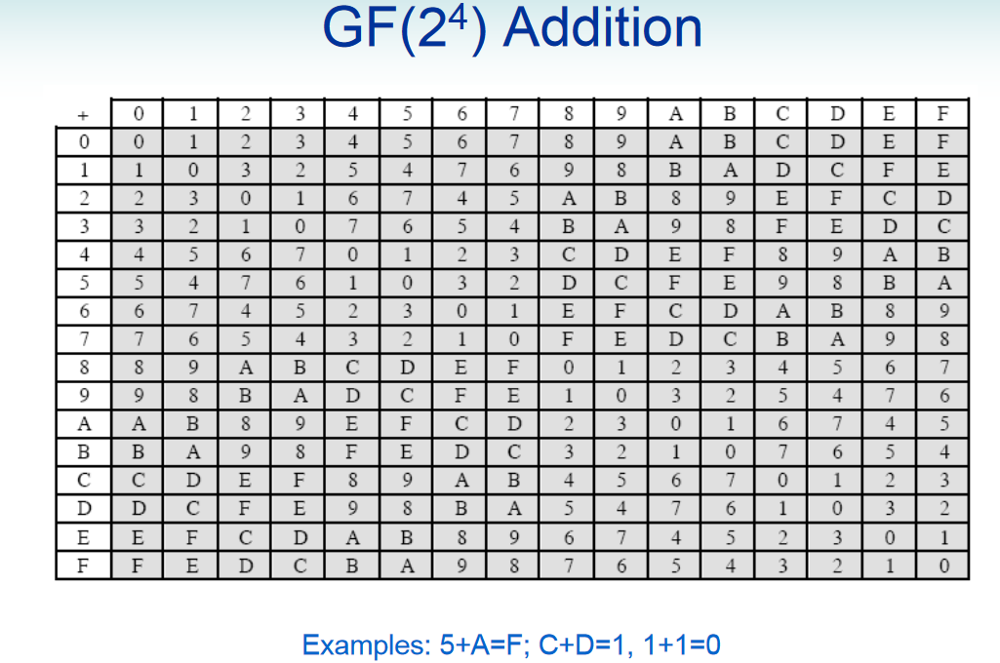 GF(2⁴) Addition
+ 0 1 2 3 4 5 6 7 8 9 A B C D E F
0 0 1 2 3 4 5 6 7 8 9 A B C D E F
1 1 0 3 2 5 4 7 6 9 8 B A D C F E
2 2 3 0 1 6 7 4 5 A B 8 9 E F C D
3 3 2 1 0 7 6 5 4 B A 9 8 F E D C
4 4 5 6 7 0 1 2 3 C D E F 8 9 A B
5 5 4 7 6 1 0 3 2 D C F E 9 8 B A
6 6 7 4 5 2 3 0 1 E F C D A B 8 9
7 7 6 5 4 3 2 1 0 F E D C B A 9 8
8 8 9 A B C D E F 0 1 2 3 4 5 6 7
9 9 8 B A D C F E 1 0 3 2 5 4 7 6
A A B 8 9 E F C D 2 3 0 1 6 7 4 5
B B A 9 8 F E D C 3 2 1 0 7 6 5 4
C C D E F 8 9 A B 4 5 6 7 0 1 2 3
D D C F E 9 8 B A 5 4 7 6 1 0 3 2
E E F C D A B 8 9 6 7 4 5 2 3 0 1
F F E D C B A 9 8 7 6 5 4 3 2 1 0
Examples: 5+A=F; C+D=1, 1+1=0